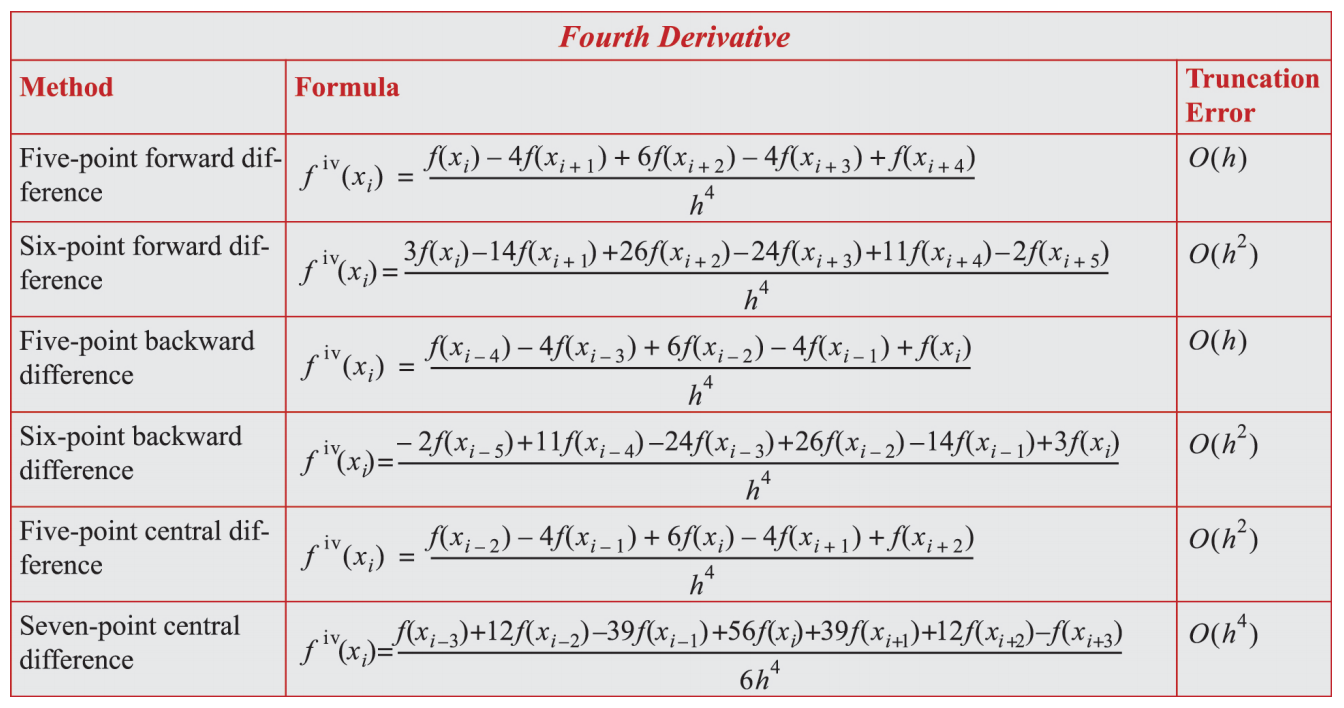 Fourth Derivative
Method Formula Truncation
Error
Five-point forward dif-
ference
f^{iv}(x_i) = \frac{f(x_i) - 4f(x_{i+1}) + 6f(x_{i+2}) - 4f(x_{i+3}) + f(x_{i+4})}{h^4}
O(h)
Six-point forward dif-
ference
f^{iv}(x_i) = \frac{3f(x_i) - 14f(x_{i+1}) + 26f(x_{i+2}) - 24f(x_{i+3}) + 11f(x_{i+4}) - 2f(x_{i+5})}{h^4}
O(h^2)
Five-point backward
difference
f^{iv}(x_i) = \frac{f(x_{i-4}) - 4f(x_{i-3}) + 6f(x_{i-2}) - 4f(x_{i-1}) + f(x_i)}{h^4}
O(h)
Six-point backward
difference
f^{iv}(x_i) = \frac{-2f(x_{i-5}) + 11f(x_{i-4}) - 24f(x_{i-3}) + 26f(x_{i-2}) - 14f(x_{i-1}) + 3f(x_i)}{h^4}
O(h^2)
Five-point central dif-
ference
f^{iv}(x_i) = \frac{f(x_{i-2}) - 4f(x_{i-1}) + 6f(x_i) - 4f(x_{i+1}) + f(x_{i+2})}{h^4}
O(h^2)
Seven-point central
difference
f^{iv}(x_i) = \frac{f(x_{i-3}) + 12f(x_{i-2}) - 39f(x_{i-1}) + 56f(x_i) + 39f(x_{i+1}) + 12f(x_{i+2}) - f(x_{i+3})}{6h^4}
O(h^4)